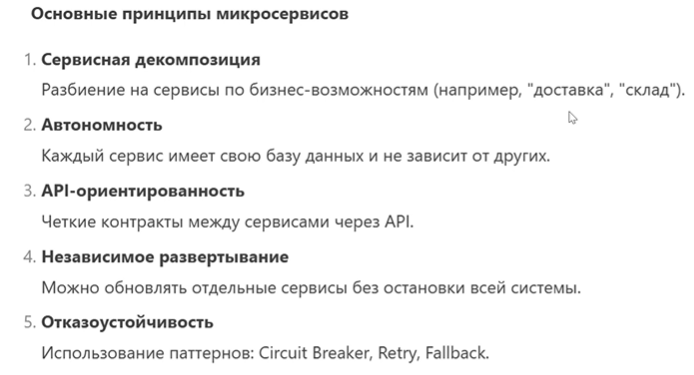 Основные принципы микросервисов
1. Сервисная декомпозиция
Разбиение на сервисы по бизнес-возможностям (например, "доставка", "склад").
2. Автономность
Каждый сервис имеет свою базу данных и не зависит от других.
3. API-ориентированность
Четкие контракты между сервисами через API.
4. Независимое развертывание
Можно обновлять отдельные сервисы без остановки всей системы.
5. Отказоустойчивость
Использование паттернов: Circuit Breaker, Retry, Fallback.